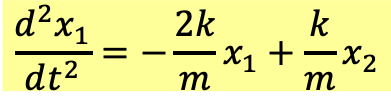 d²x₁/dt² = −2k/m x₁ + k/m x₂